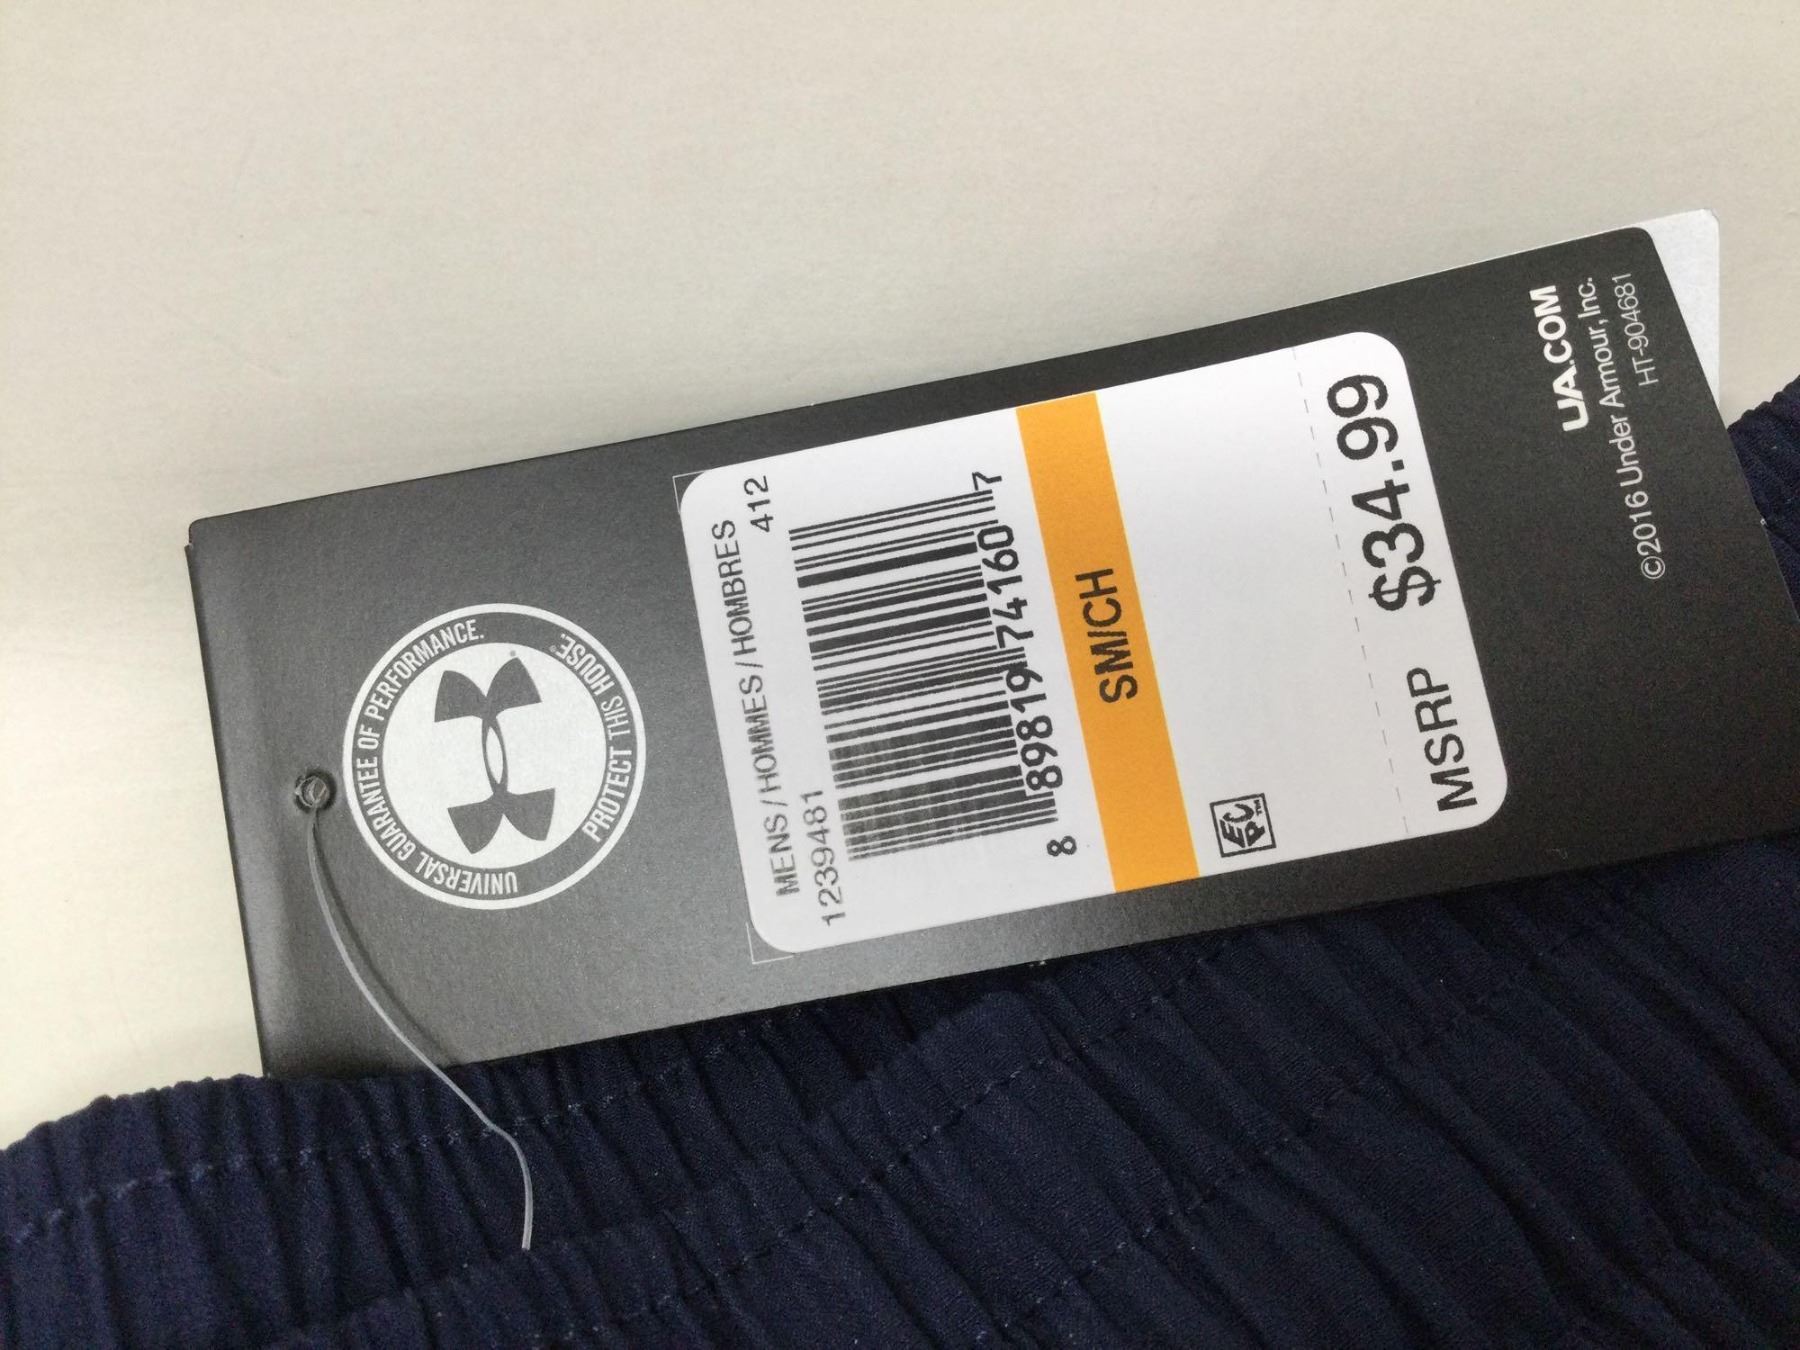 UNIVERSAL GUARANTEE OF PERFORMANCE.
PROTECT THIS HOUSE.®
MENS / HOMMES / HOMBRES
1239481 412
8 89819 74160 7
SM/CH
EPC™
MSRP $34.99
UA.COM
©2016 Under Armour, Inc.
HT-904681